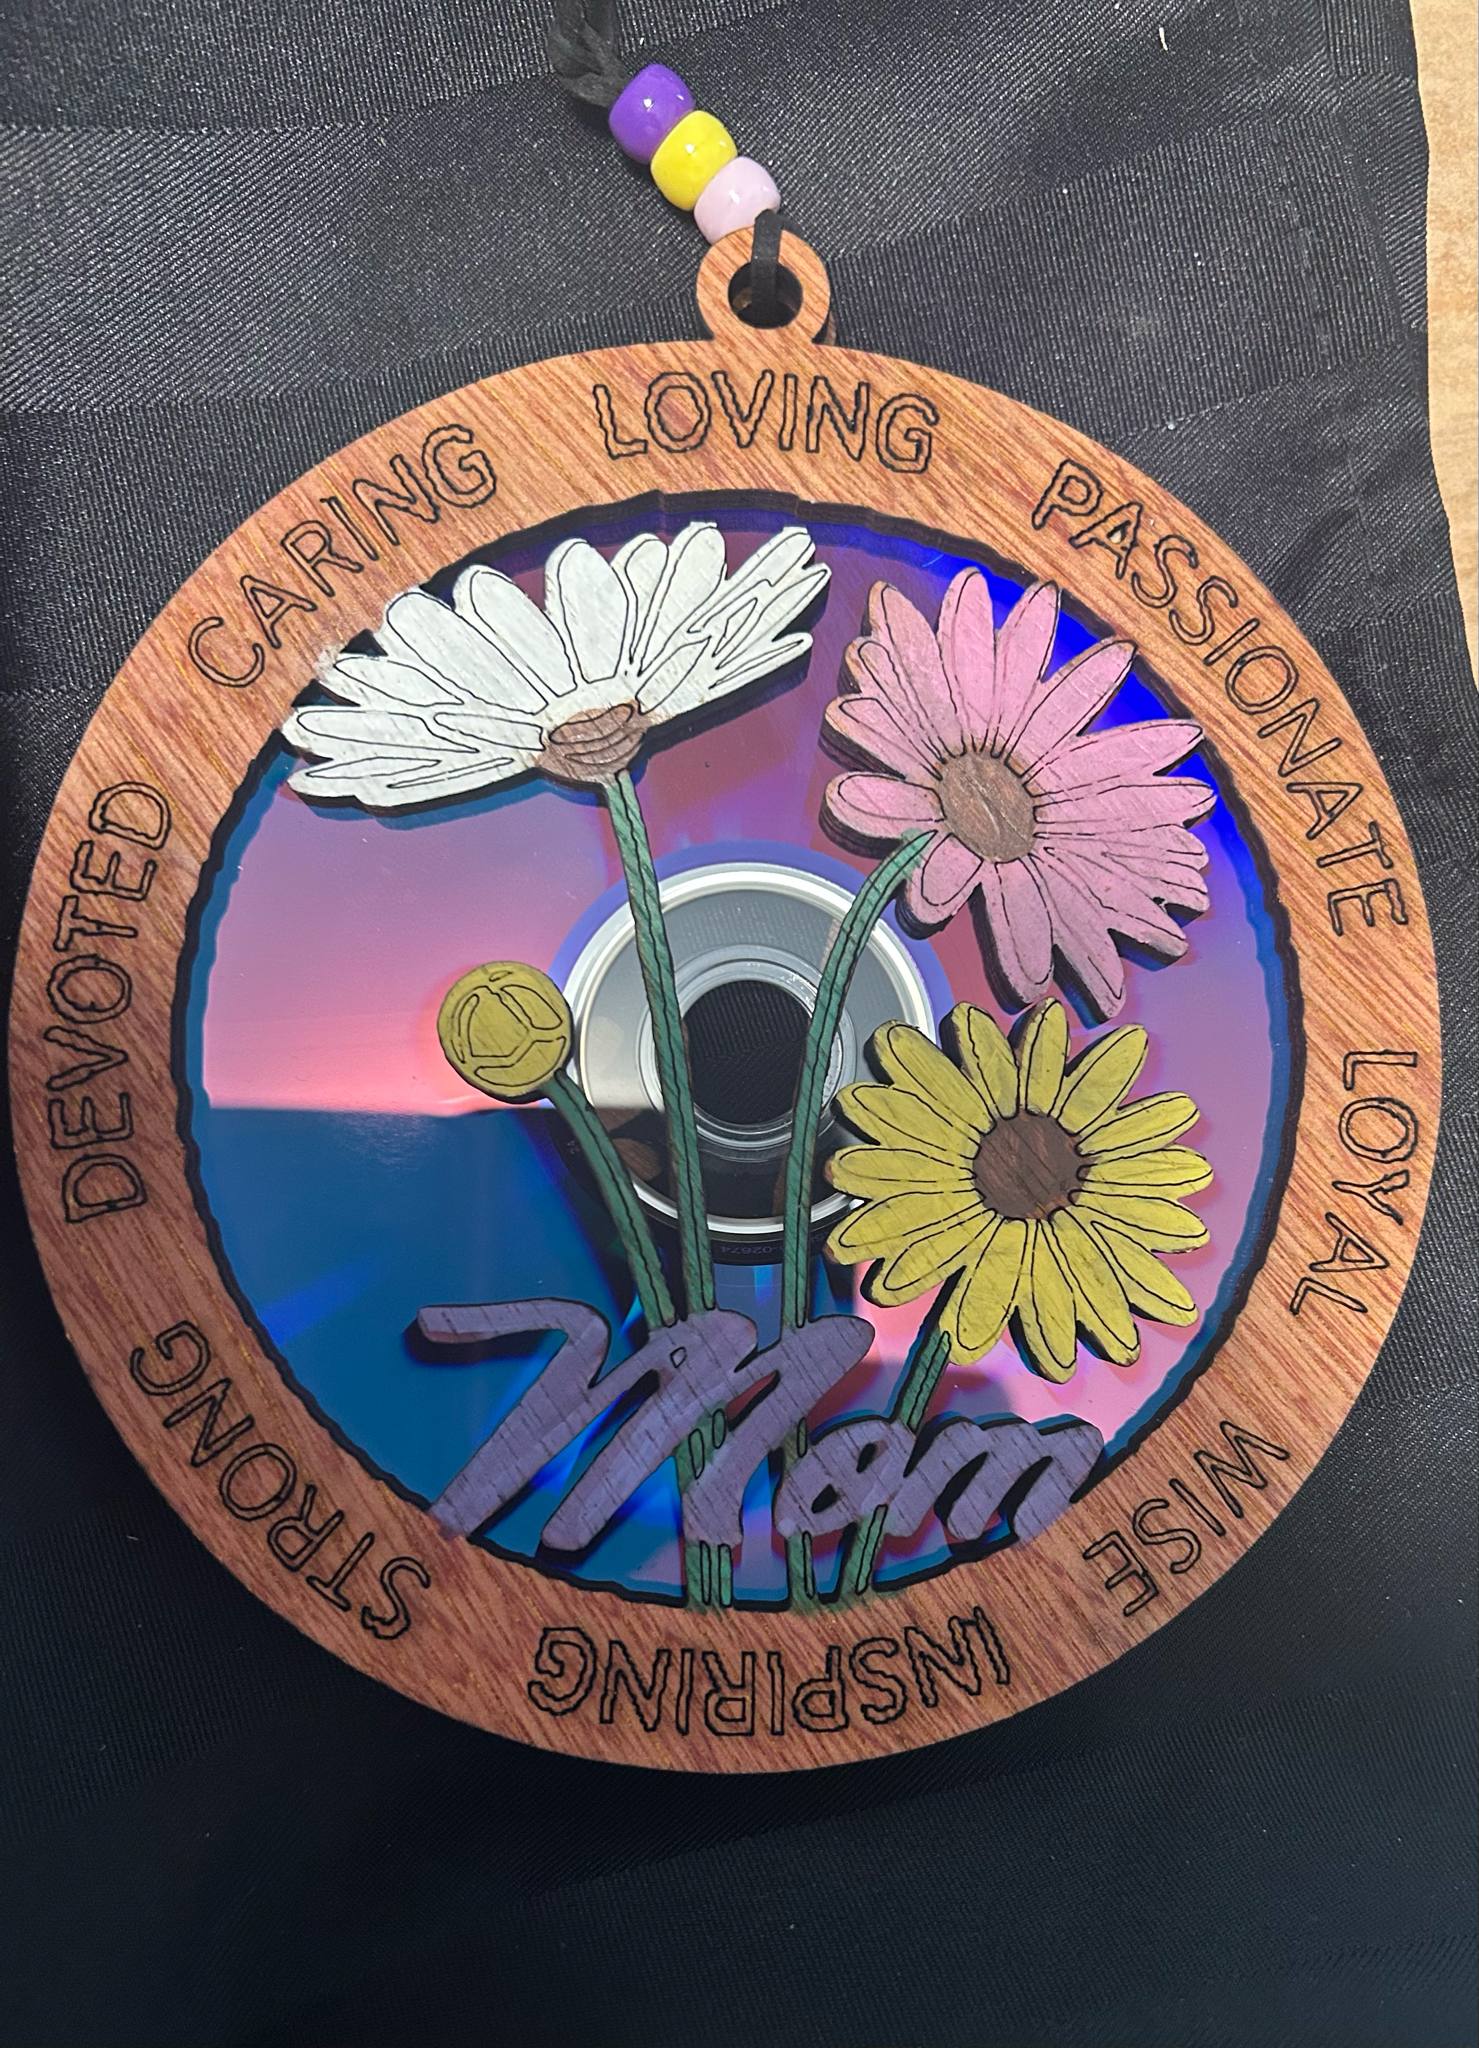 LOVING
PASSIONATE
LOYAL
WISE
INSPIRING
STRONG
DEVOTED
CARING
Mom